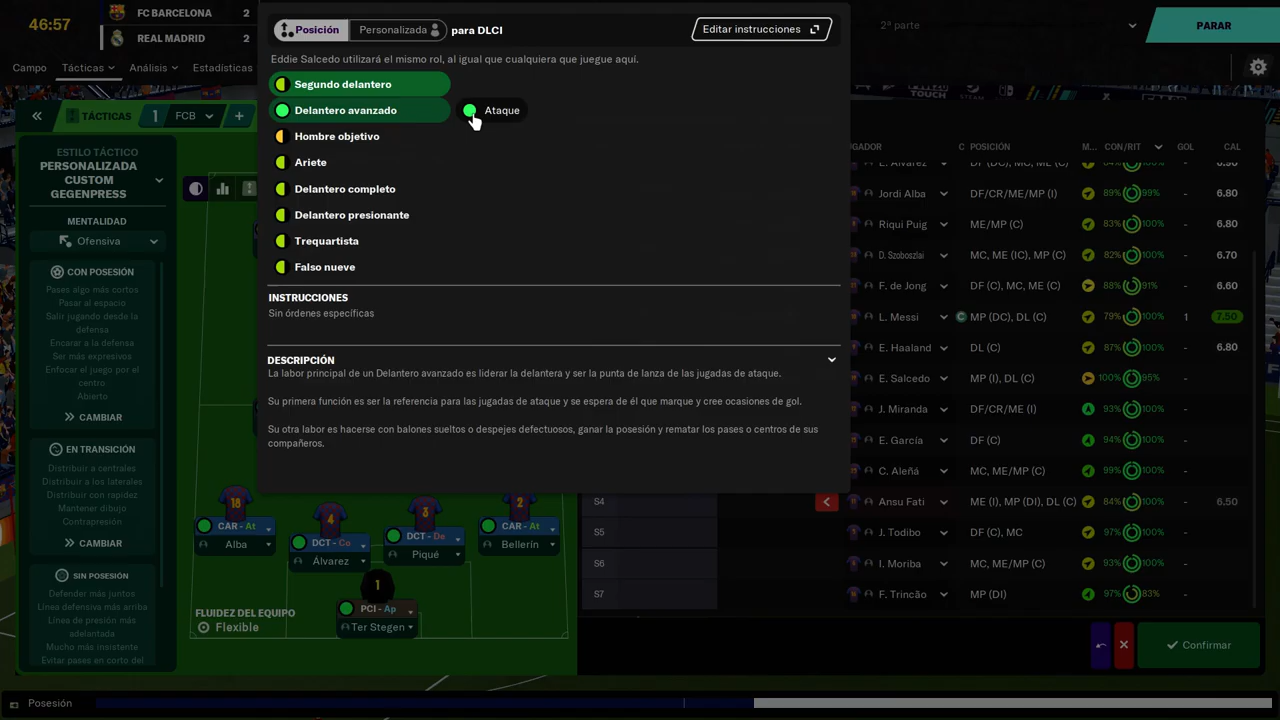 46:57
FC BARCELONA 2
REAL MADRID 2
Campo Tácticas Análisis Estadísticas
2ª parte
PARAR
Posición Personalizada para DLCI
Editar instrucciones
Eddie Salcedo utilizará el mismo rol, al igual que cualquiera que juegue aquí.
Segundo delantero
Delantero avanzado
Ataque
Hombre objetivo
Ariete
Delantero completo
Delantero presionante
Trequartista
Falso nueve
INSTRUCCIONES
Sin órdenes específicas
DESCRIPCIÓN
La labor principal de un Delantero avanzado es liderar la delantera y ser la punta de lanza de las jugadas de ataque.
Su primera función es ser la referencia para las jugadas de ataque y se espera de él que marque y cree ocasiones de gol.
Su otra labor es hacerse con balones sueltos o despejes defectuosos, ganar la posesión y rematar los pases o centros de sus
compañeros.
TÁCTICAS 1 FCB
ESTILO TÁCTICO
PERSONALIZADA
CUSTOM
GEGENPRESS
MENTALIDAD
Ofensiva
CON POSESIÓN
Pases algo más cortos
Pasar al espacio
Salir jugando desde la
defensa
Encarar a la defensa
Ser más expresivos
Enfocar el juego por el
centro
Abierto
CAMBIAR
EN TRANSICIÓN
Distribuir a centrales
Distribuir a los laterales
Distribuir con rapidez
Mantener dibujo
Contrapresión
CAMBIAR
SIN POSESIÓN
Defender más juntos
Línea defensiva más arriba
Línea de presión más
adelantada
Mucho más insistente
Evitar pases en corto del
18
CAR - At
Alba
4
DCT - Co
Álvarez
3
DCT - De
Piqué
2
CAR - At
Bellerín
1
PCI - Ap
Ter Stegen
FLUIDEZ DEL EQUIPO
Flexible
S4
S5
S6
S7
JUGADOR C POSICIÓN M... CON/RIT GOL CAL
E. Álvarez DF (DC), MC, ME (C) 84% 100% - 6.90
Jordi Alba DF/CR/ME/MP (I) 89% 99% - 6.80
Riqui Puig ME/MP (C) 83% 100% - 6.80
D. Szoboszlai MC, ME (IC), MP (C) 82% 100% - 6.70
F. de Jong DF (C), MC, ME (C) 88% 91% - 6.60
L. Messi C MP (DC), DL (C) 79% 100% 1 7.50
E. Haaland DL (C) 87% 100% - 6.80
E. Salcedo MP (I), DL (C) 100% 95% -
J. Miranda DF/CR/ME (I) 93% 100% -
E. García DF (C) 94% 100% -
C. Aleñá MC, ME/MP (C) 99% 100% -
Ansu Fati ME (I), MP (DI), DL (C) 84% 100% - 6.50
J. Todibo DF (C), MC 97% 100% -
I. Moriba MC, ME/MP (C) 97% 100% -
F. Trincão MP (DI) 97% 83% -
Confirmar
Posesión